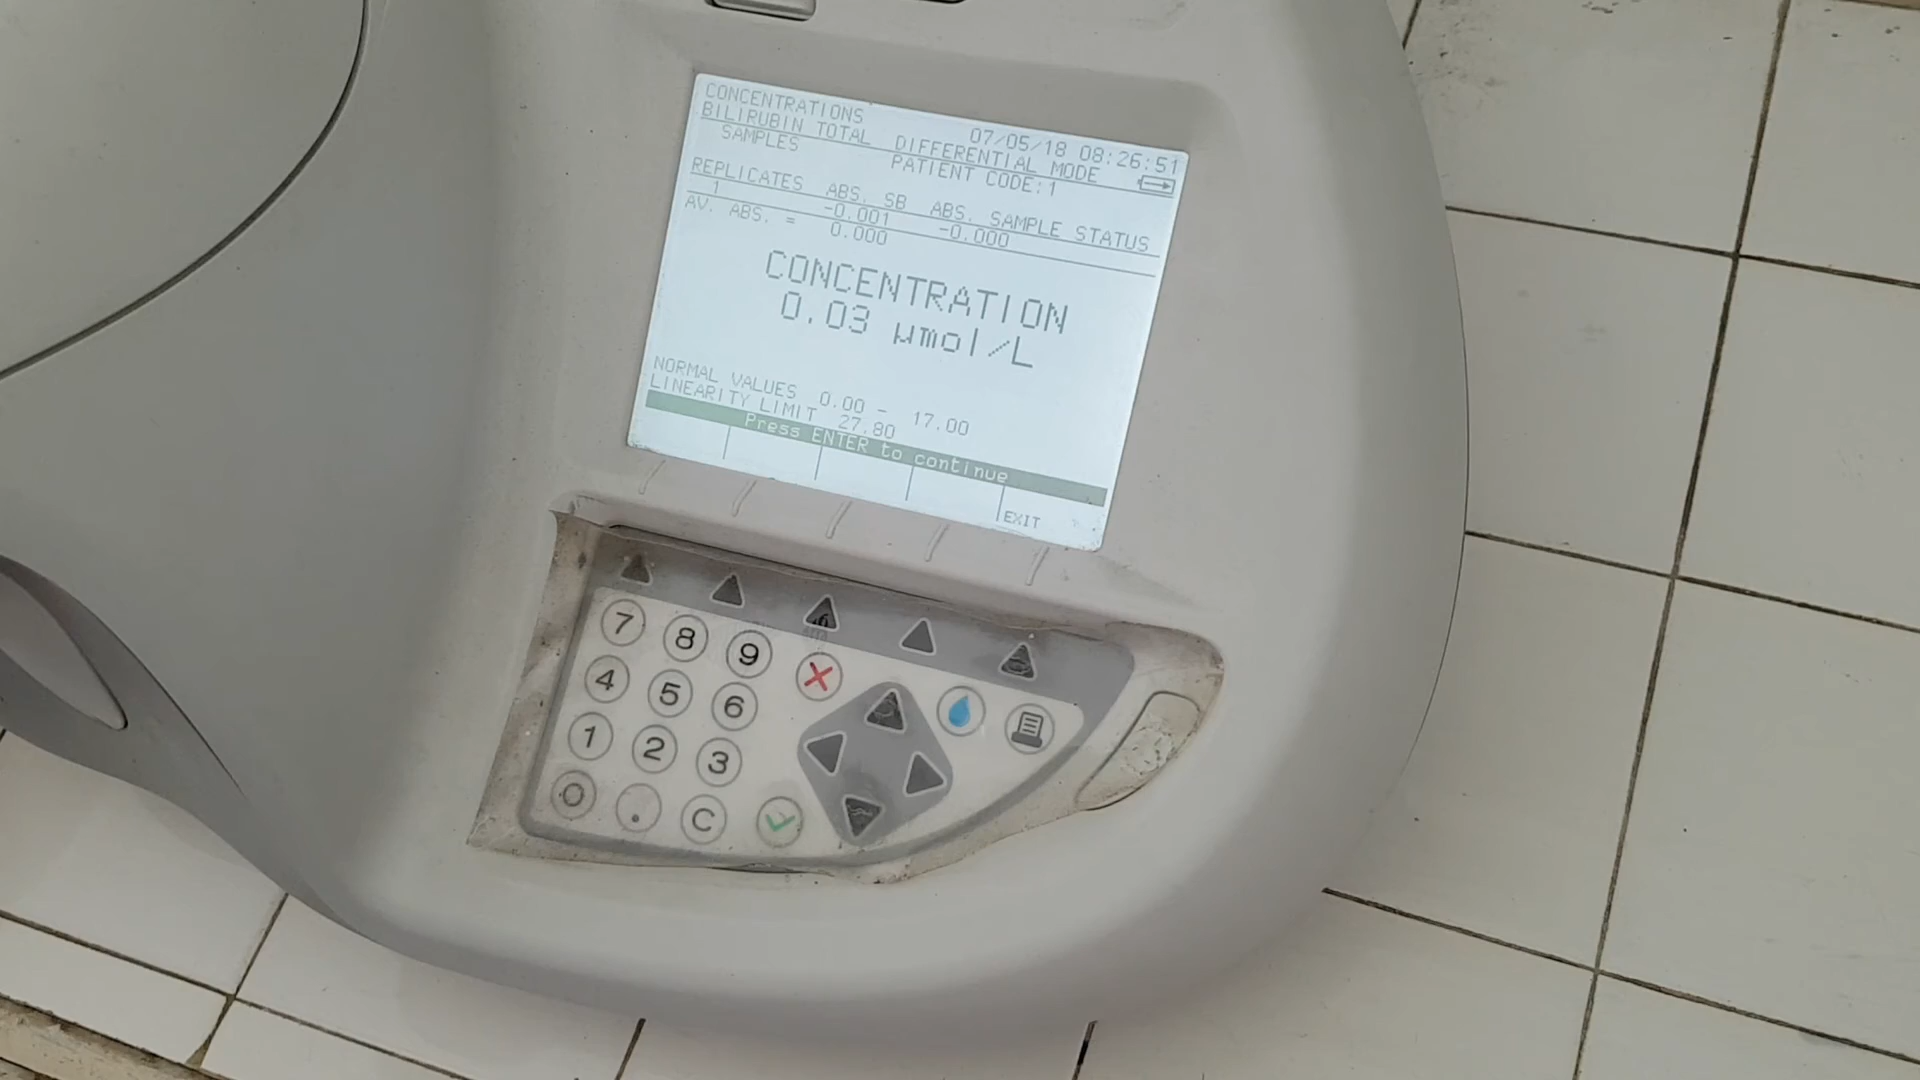 CONCENTRATIONS 07/05/18 08:26:51
BILIRUBIN TOTAL DIFFERENTIAL MODE
SAMPLES PATIENT CODE:1
REPLICATES ABS. SB ABS. SAMPLE STATUS
1 -0.001 -0.000
AV. ABS. = 0.000
CONCENTRATION
0.03 µmol/L
NORMAL VALUES 0.00 - 17.00
LINEARITY LIMIT 27.80
Press ENTER to continue
EXIT
7 8 9
4 5 6
1 2 3
0 . C